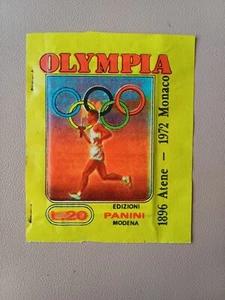 OLYMPIA
1896 Atene - 1972 Monaco
L.20
EDIZIONI
PANINI
MODENA